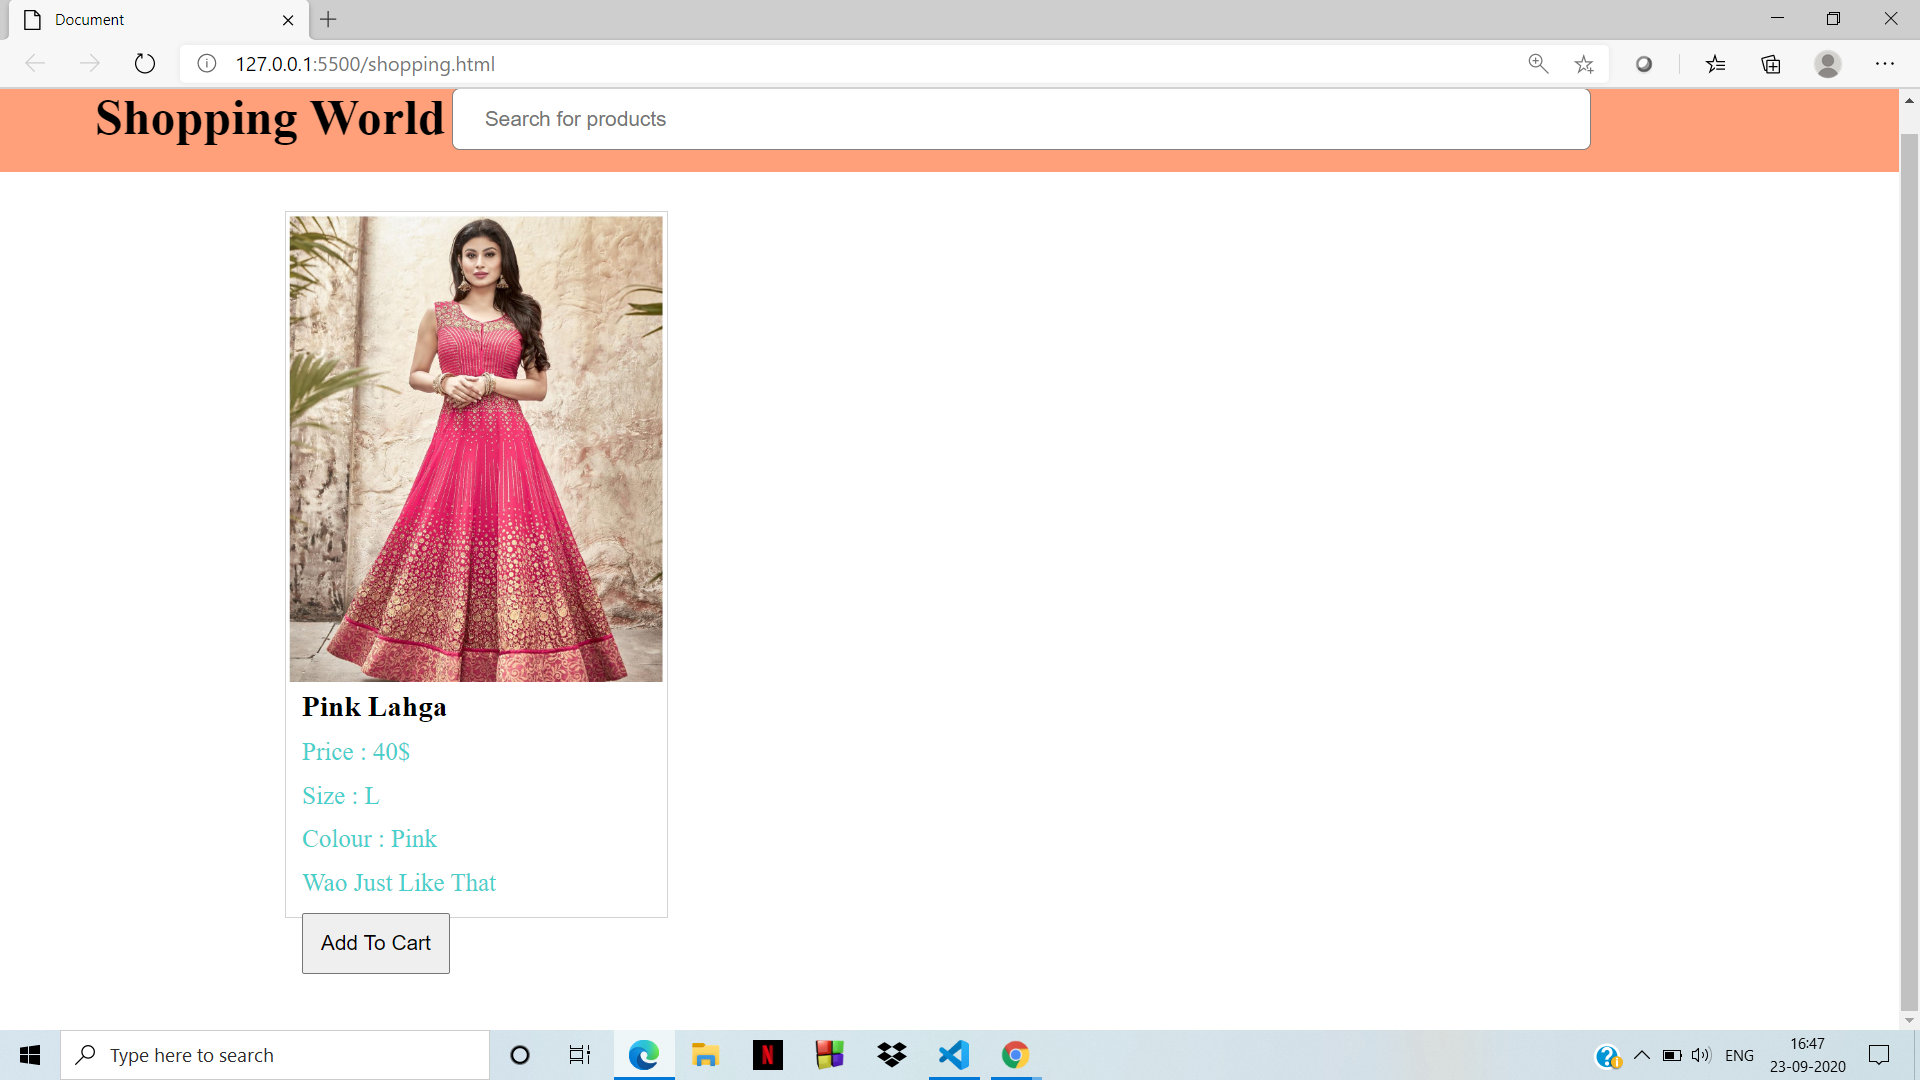 Document
127.0.0.1:5500/shopping.html
Shopping World
Search for products
Pink Lahga
Price : 40$
Size : L
Colour : Pink
Wao Just Like That
Add To Cart
Type here to search
N
ENG
16:47
23-09-2020